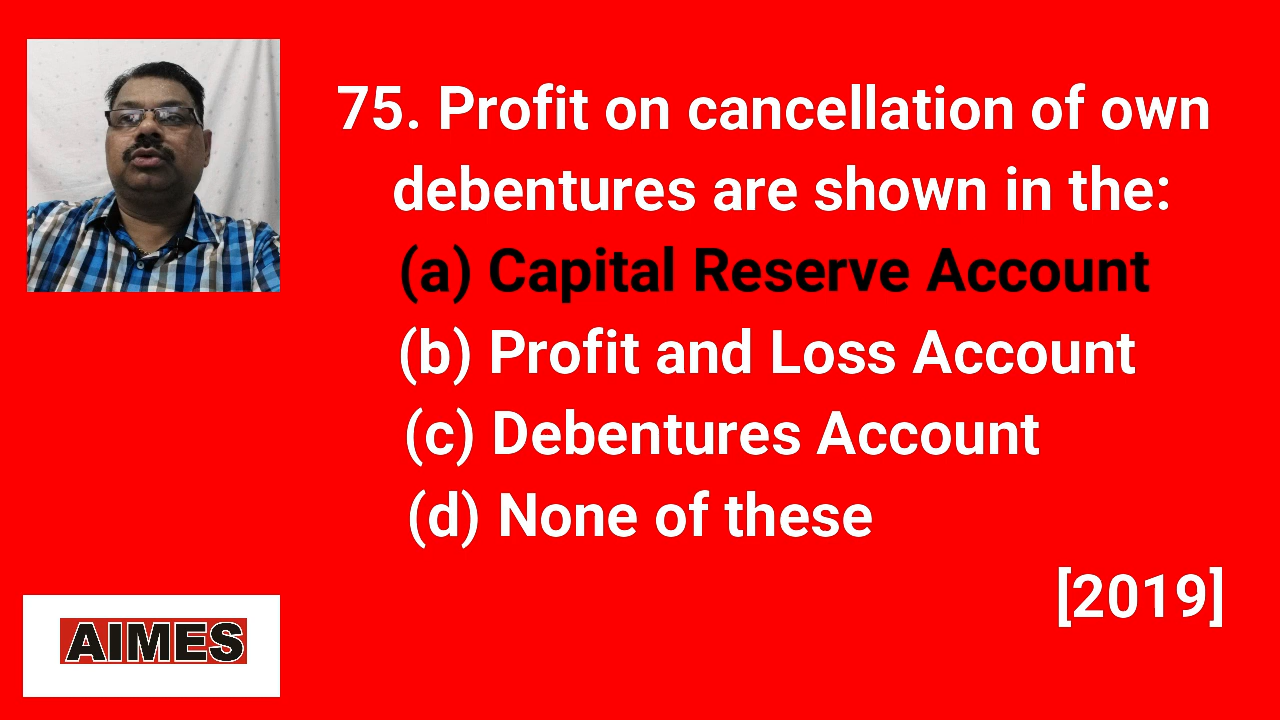 75. Profit on cancellation of own
debentures are shown in the:
(a) Capital Reserve Account
(b) Profit and Loss Account
(c) Debentures Account
(d) None of these
[2019]
AIMES